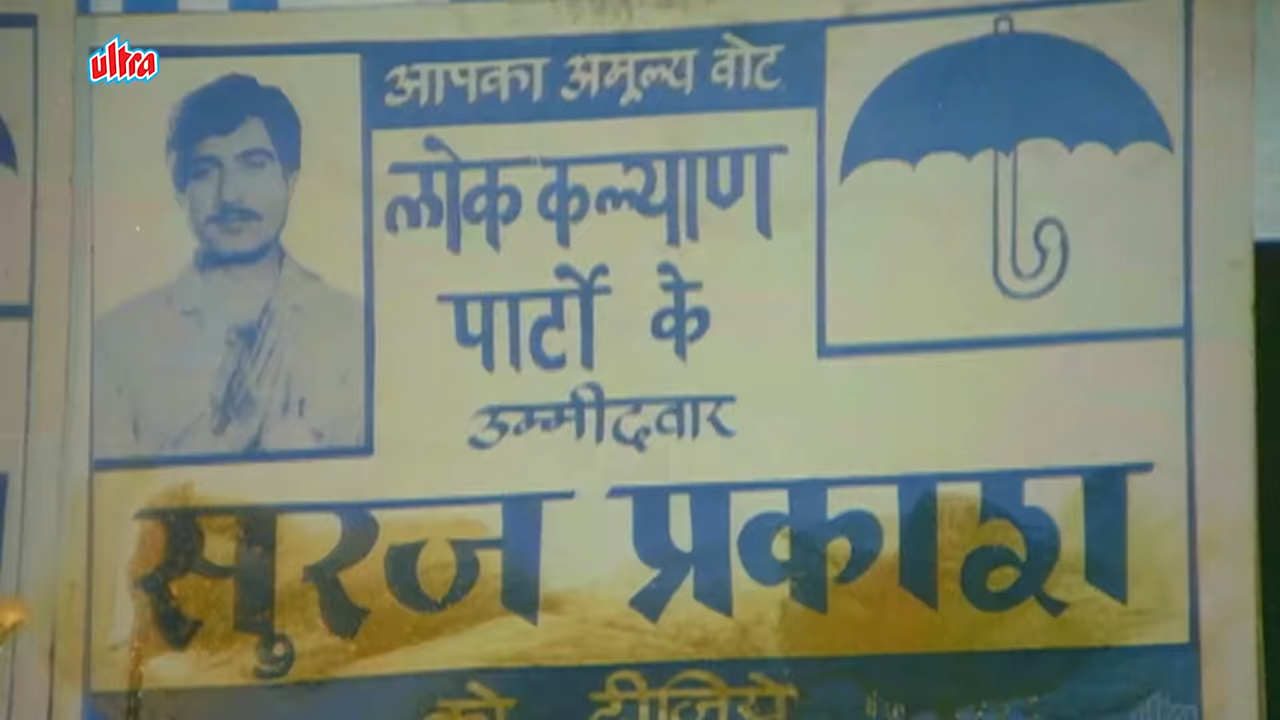 ultra
आपका अमूल्य वोट
लोक कल्याण
पार्टी के
उम्मीदवार
सुरज प्रकाश
को दीजिये